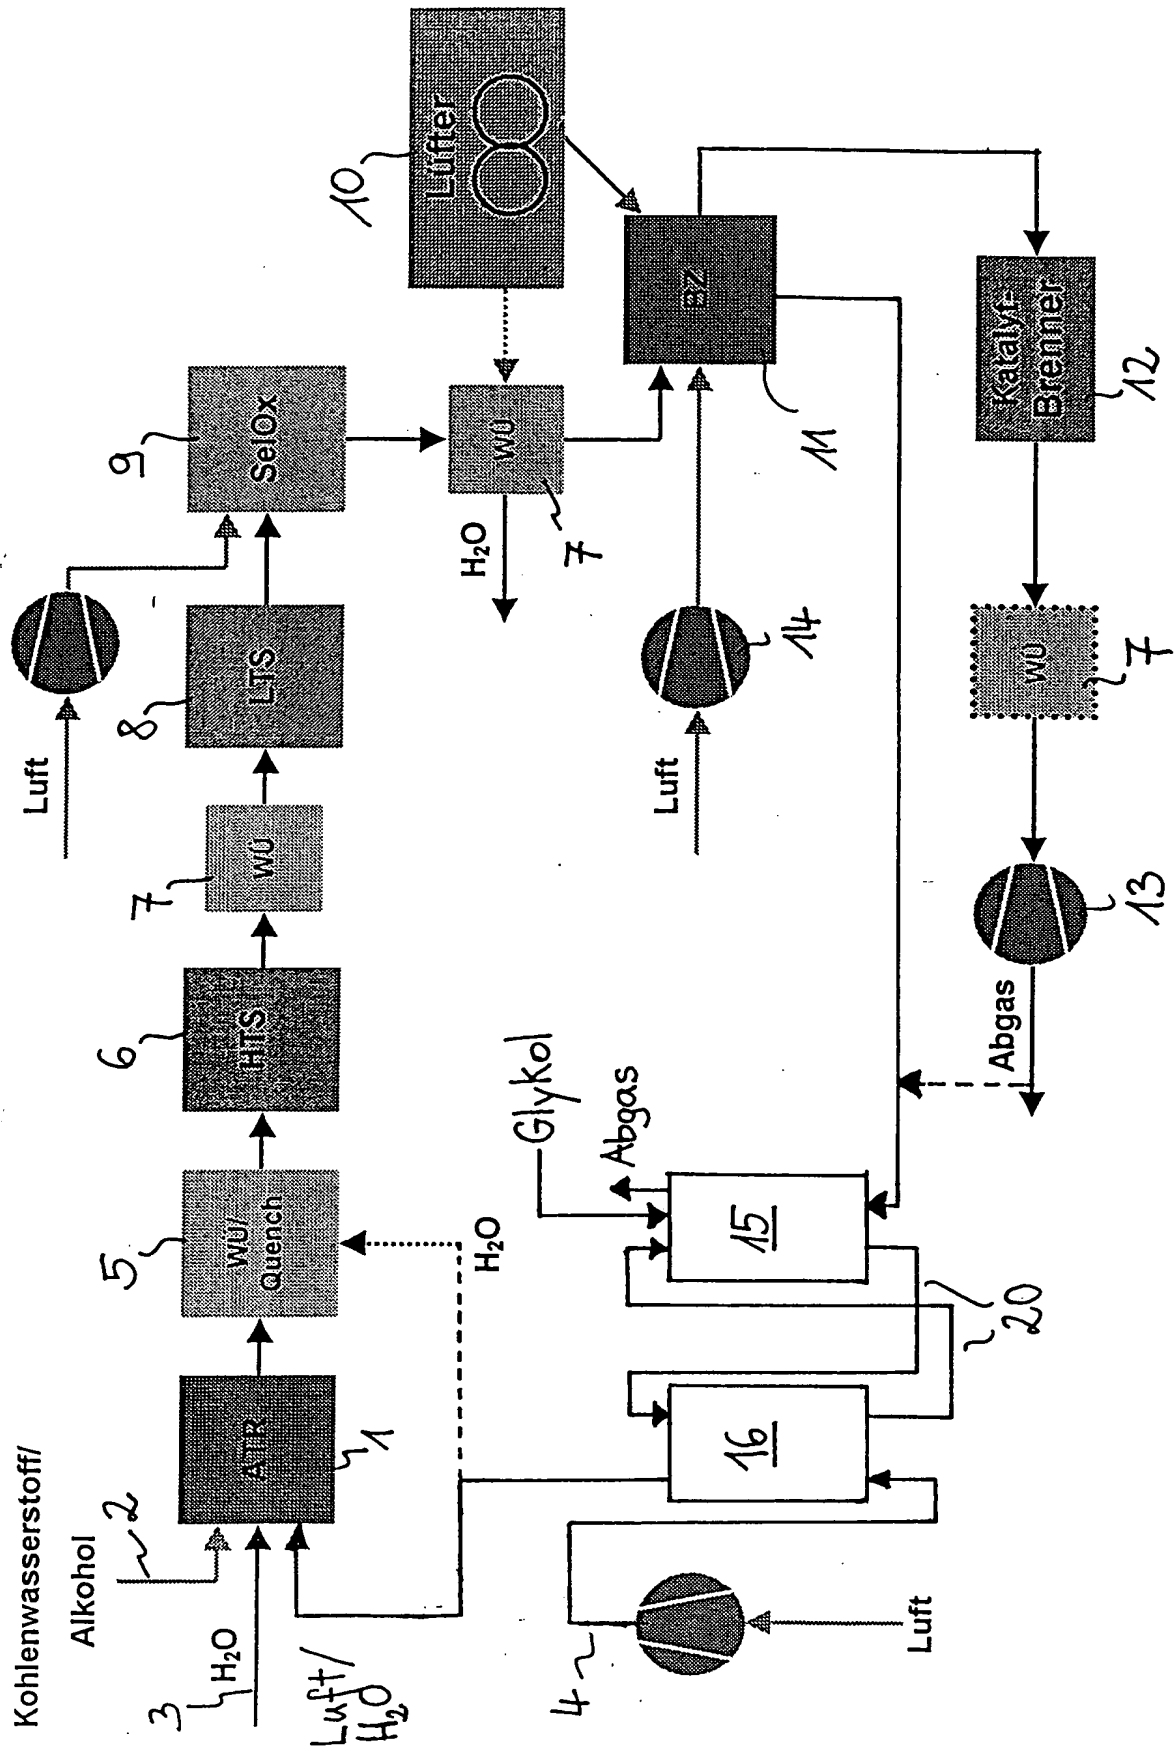 Kohlenwasserstoff/
Alkohol
2
3
H₂O
Luft/
H₂O
ATR
1
5
WÜ/
Quench
H₂O
6
HTS
7
WÜ
8
LTS
Luft
9
SelOx
10
Lüfter
WÜ
H₂O
7
BZ
11
Luft
14
Katalyt-
Brenner
12
WÜ
7
13
Abgas
Glykol
Abgas
15
16
20
4
Luft